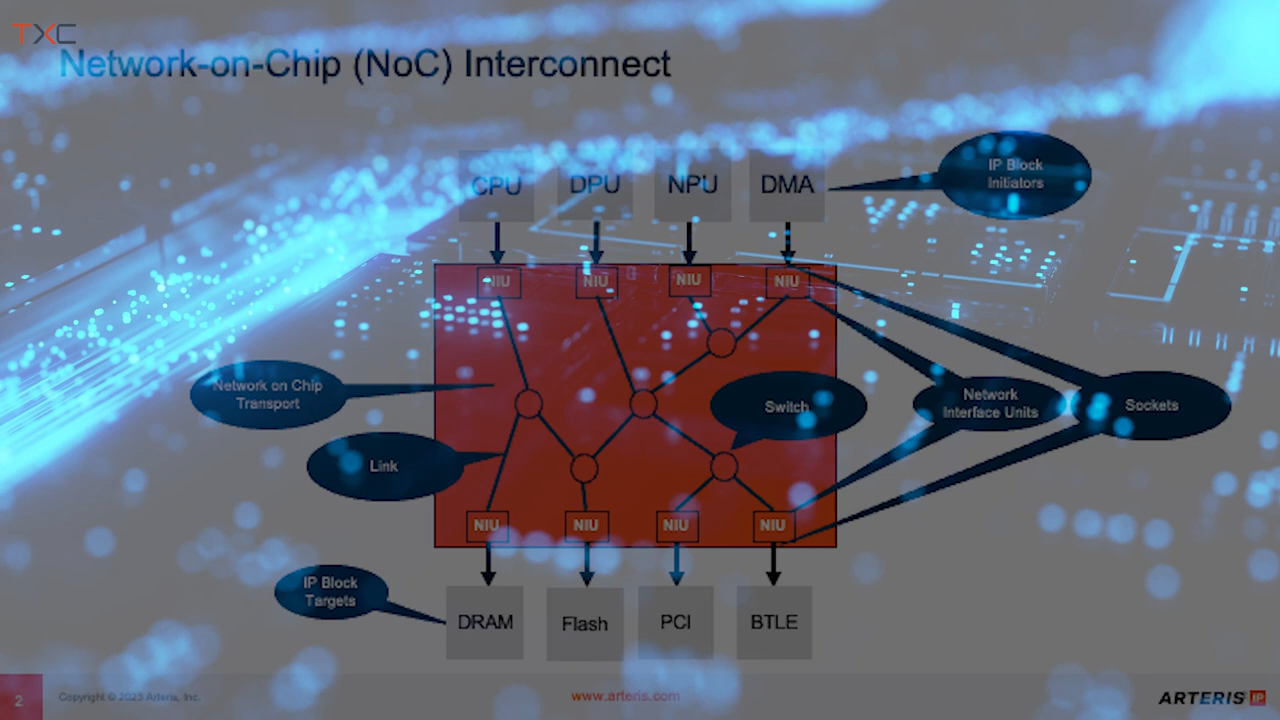 TXC
Network-on-Chip (NoC) Interconnect
IP Block
Initiators
CPU
DPU
NPU
DMA
NIU
NIU
NIU
NIU
Network on Chip
Transport
Switch
Network
Interface Units
Sockets
Link
NIU
NIU
NIU
NIU
IP Block
Targets
DRAM
Flash
PCI
BTLE
2
Copyright © 2023 Arteris, Inc.
www.arteris.com
ARTERIS IP